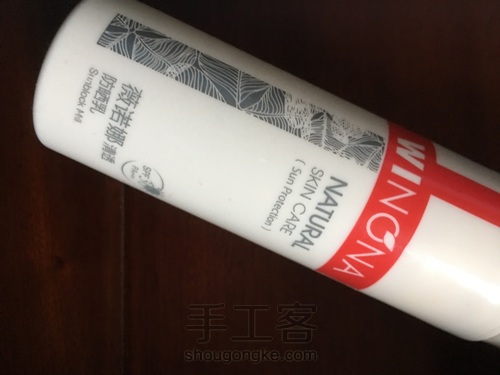 WINONA
NATURAL
SKIN CARE
( Sun Protection )
薇诺娜 清透
防晒乳
Sunblock Milk
手工客
shougongke.com